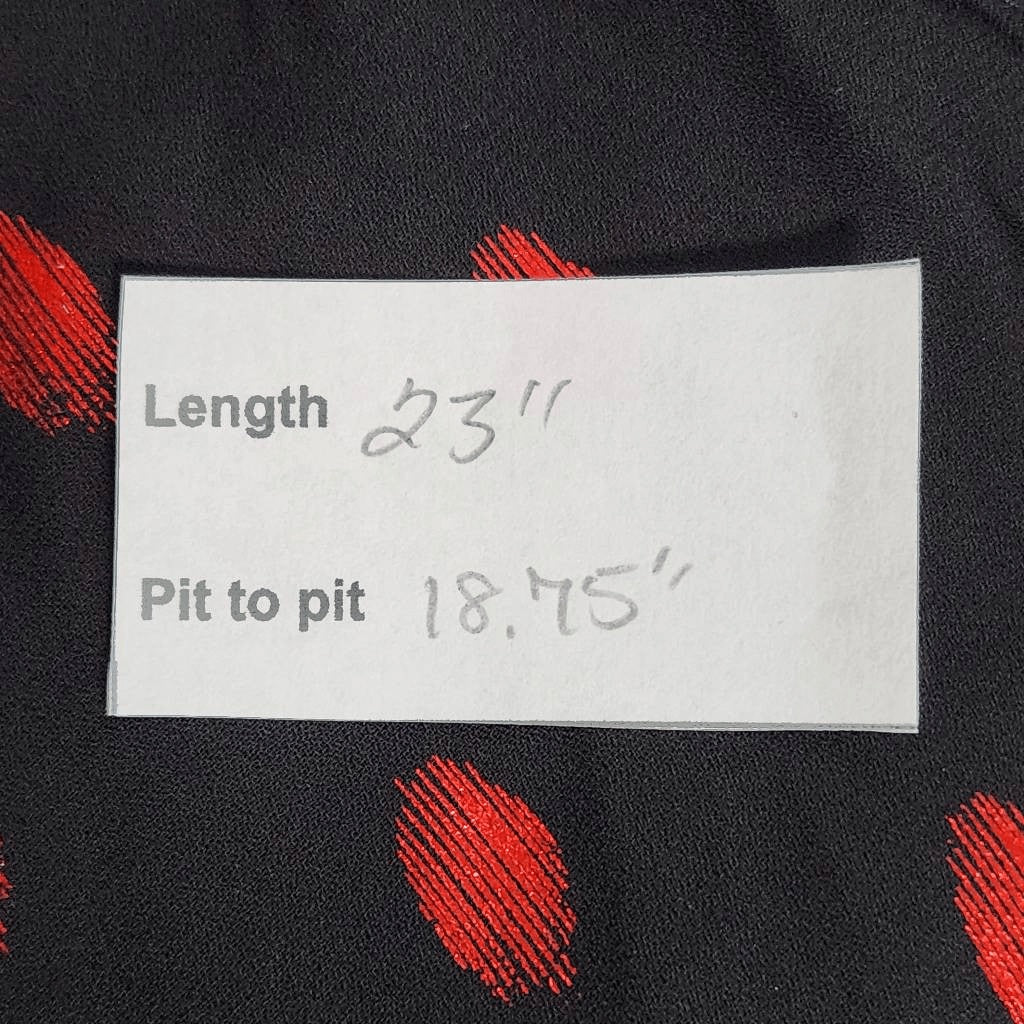 Length 23"
Pit to pit 18.75"